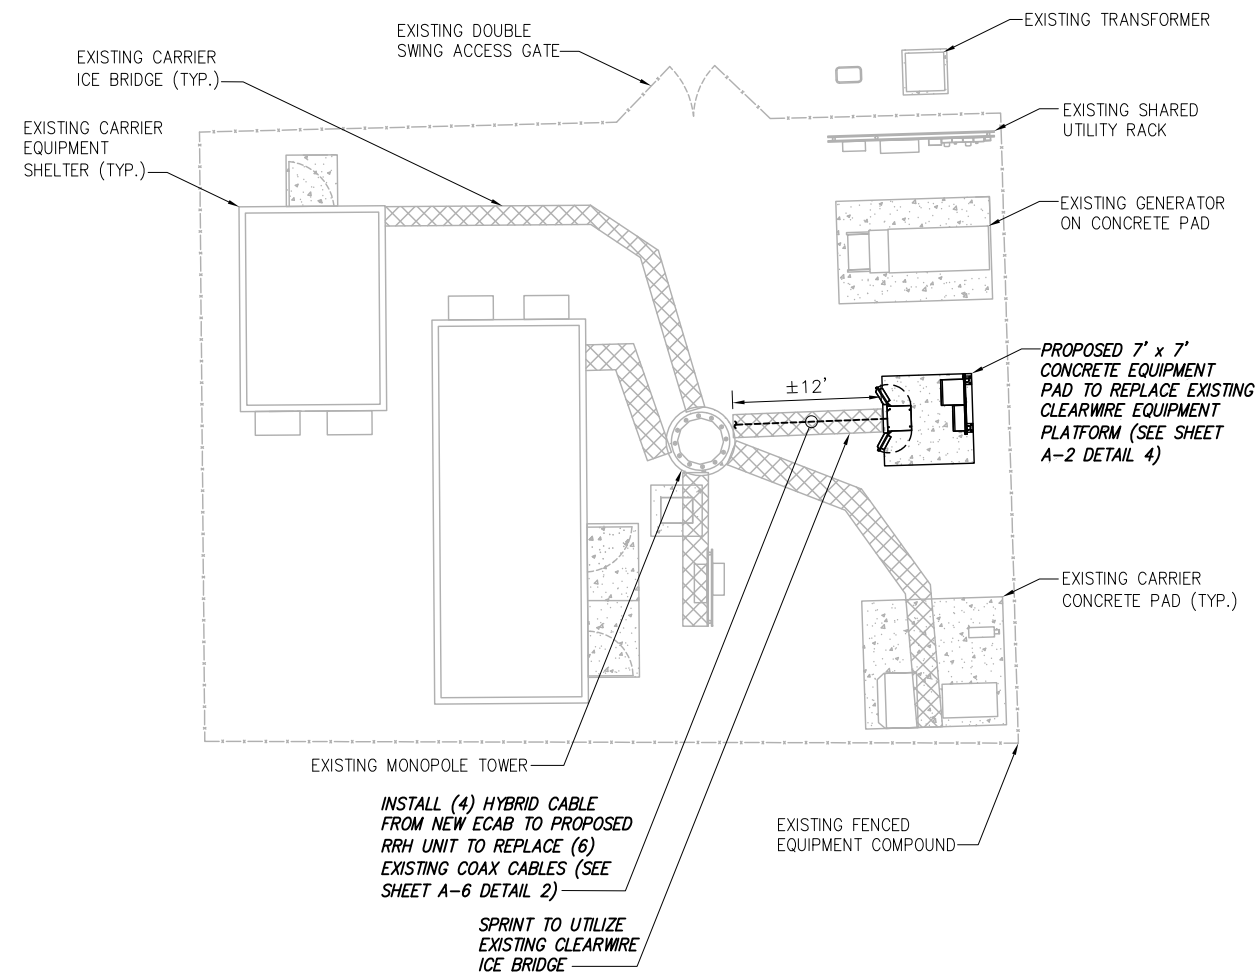 EXISTING TRANSFORMER
EXISTING DOUBLE
SWING ACCESS GATE
EXISTING CARRIER
ICE BRIDGE (TYP.)
EXISTING SHARED
UTILITY RACK
EXISTING CARRIER
EQUIPMENT
SHELTER (TYP.)
EXISTING GENERATOR
ON CONCRETE PAD
PROPOSED 7' x 7'
CONCRETE EQUIPMENT
PAD TO REPLACE EXISTING
CLEARWIRE EQUIPMENT
PLATFORM (SEE SHEET
A-2 DETAIL 4)
±12'
EXISTING CARRIER
CONCRETE PAD (TYP.)
EXISTING MONOPOLE TOWER
INSTALL (4) HYBRID CABLE
FROM NEW ECAB TO PROPOSED
RRH UNIT TO REPLACE (6)
EXISTING COAX CABLES (SEE
SHEET A-6 DETAIL 2)
EXISTING FENCED
EQUIPMENT COMPOUND
SPRINT TO UTILIZE
EXISTING CLEARWIRE
ICE BRIDGE